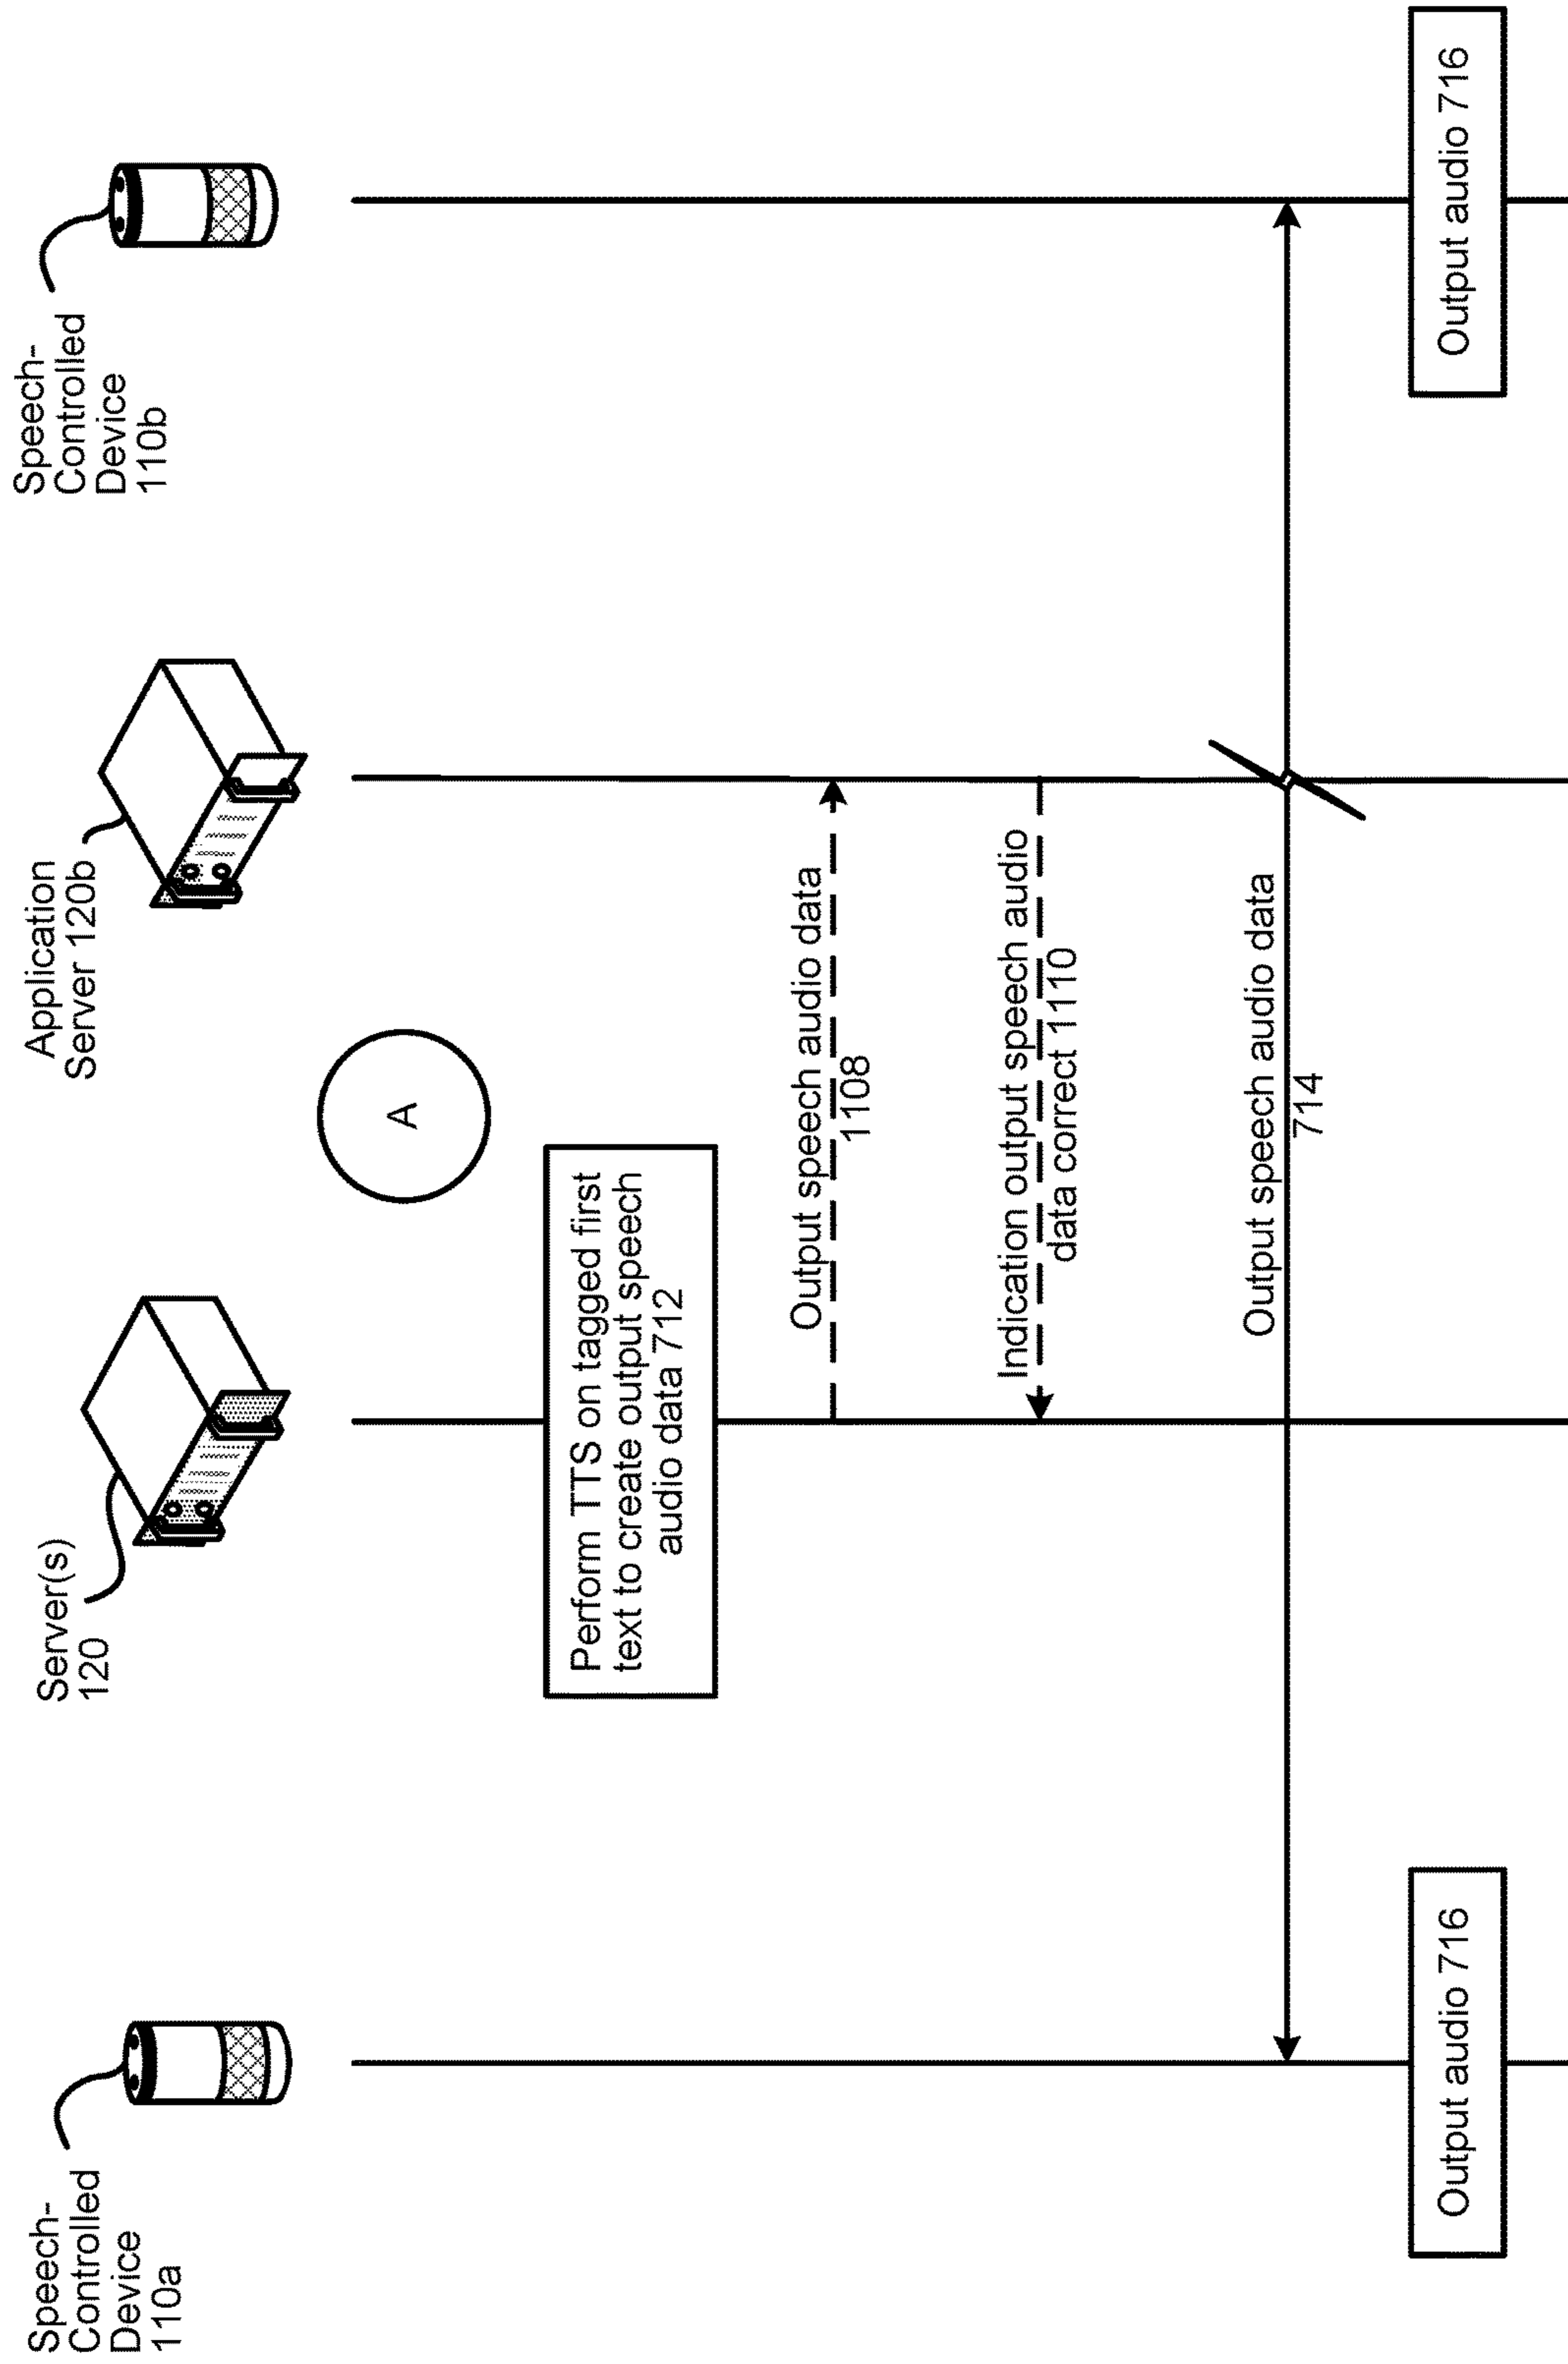 Speech-
Controlled
Device
110a
Server(s)
120
Application
Server 120b
Speech-
Controlled
Device
110b
A
Perform TTS on tagged first
text to create output speech
audio data 712
Output speech audio data
1108
Indication output speech audio
data correct 1110
Output speech audio data
714
Output audio 716
Output audio 716